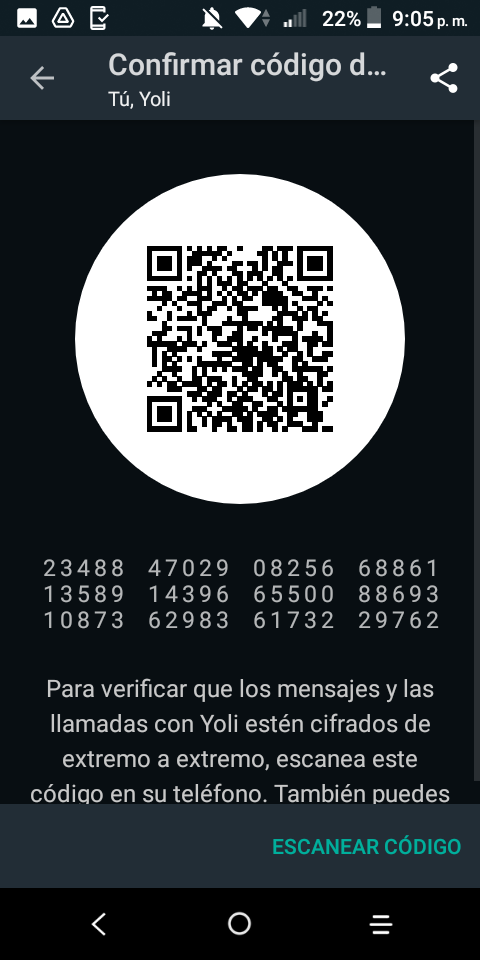 22% 9:05 p. m.
Confirmar código d...
Tú, Yoli
23488 47029 08256 68861
13589 14396 65500 88693
10873 62983 61732 29762
Para verificar que los mensajes y las
llamadas con Yoli estén cifrados de
extremo a extremo, escanea este
código en su teléfono. También puedes
ESCANEAR CÓDIGO